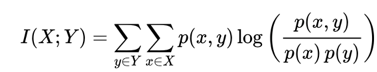 I(X;Y) = ∑_{y∈Y} ∑_{x∈X} p(x,y) log ( p(x,y) / p(x) p(y) )